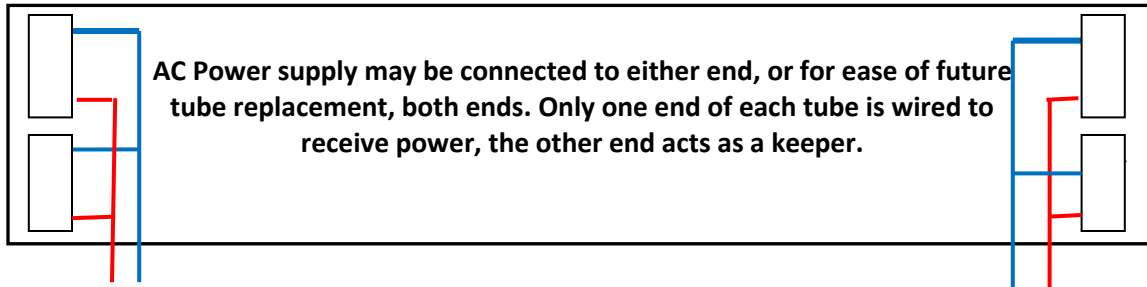 AC Power supply may be connected to either end, or for ease of future
tube replacement, both ends. Only one end of each tube is wired to
receive power, the other end acts as a keeper.